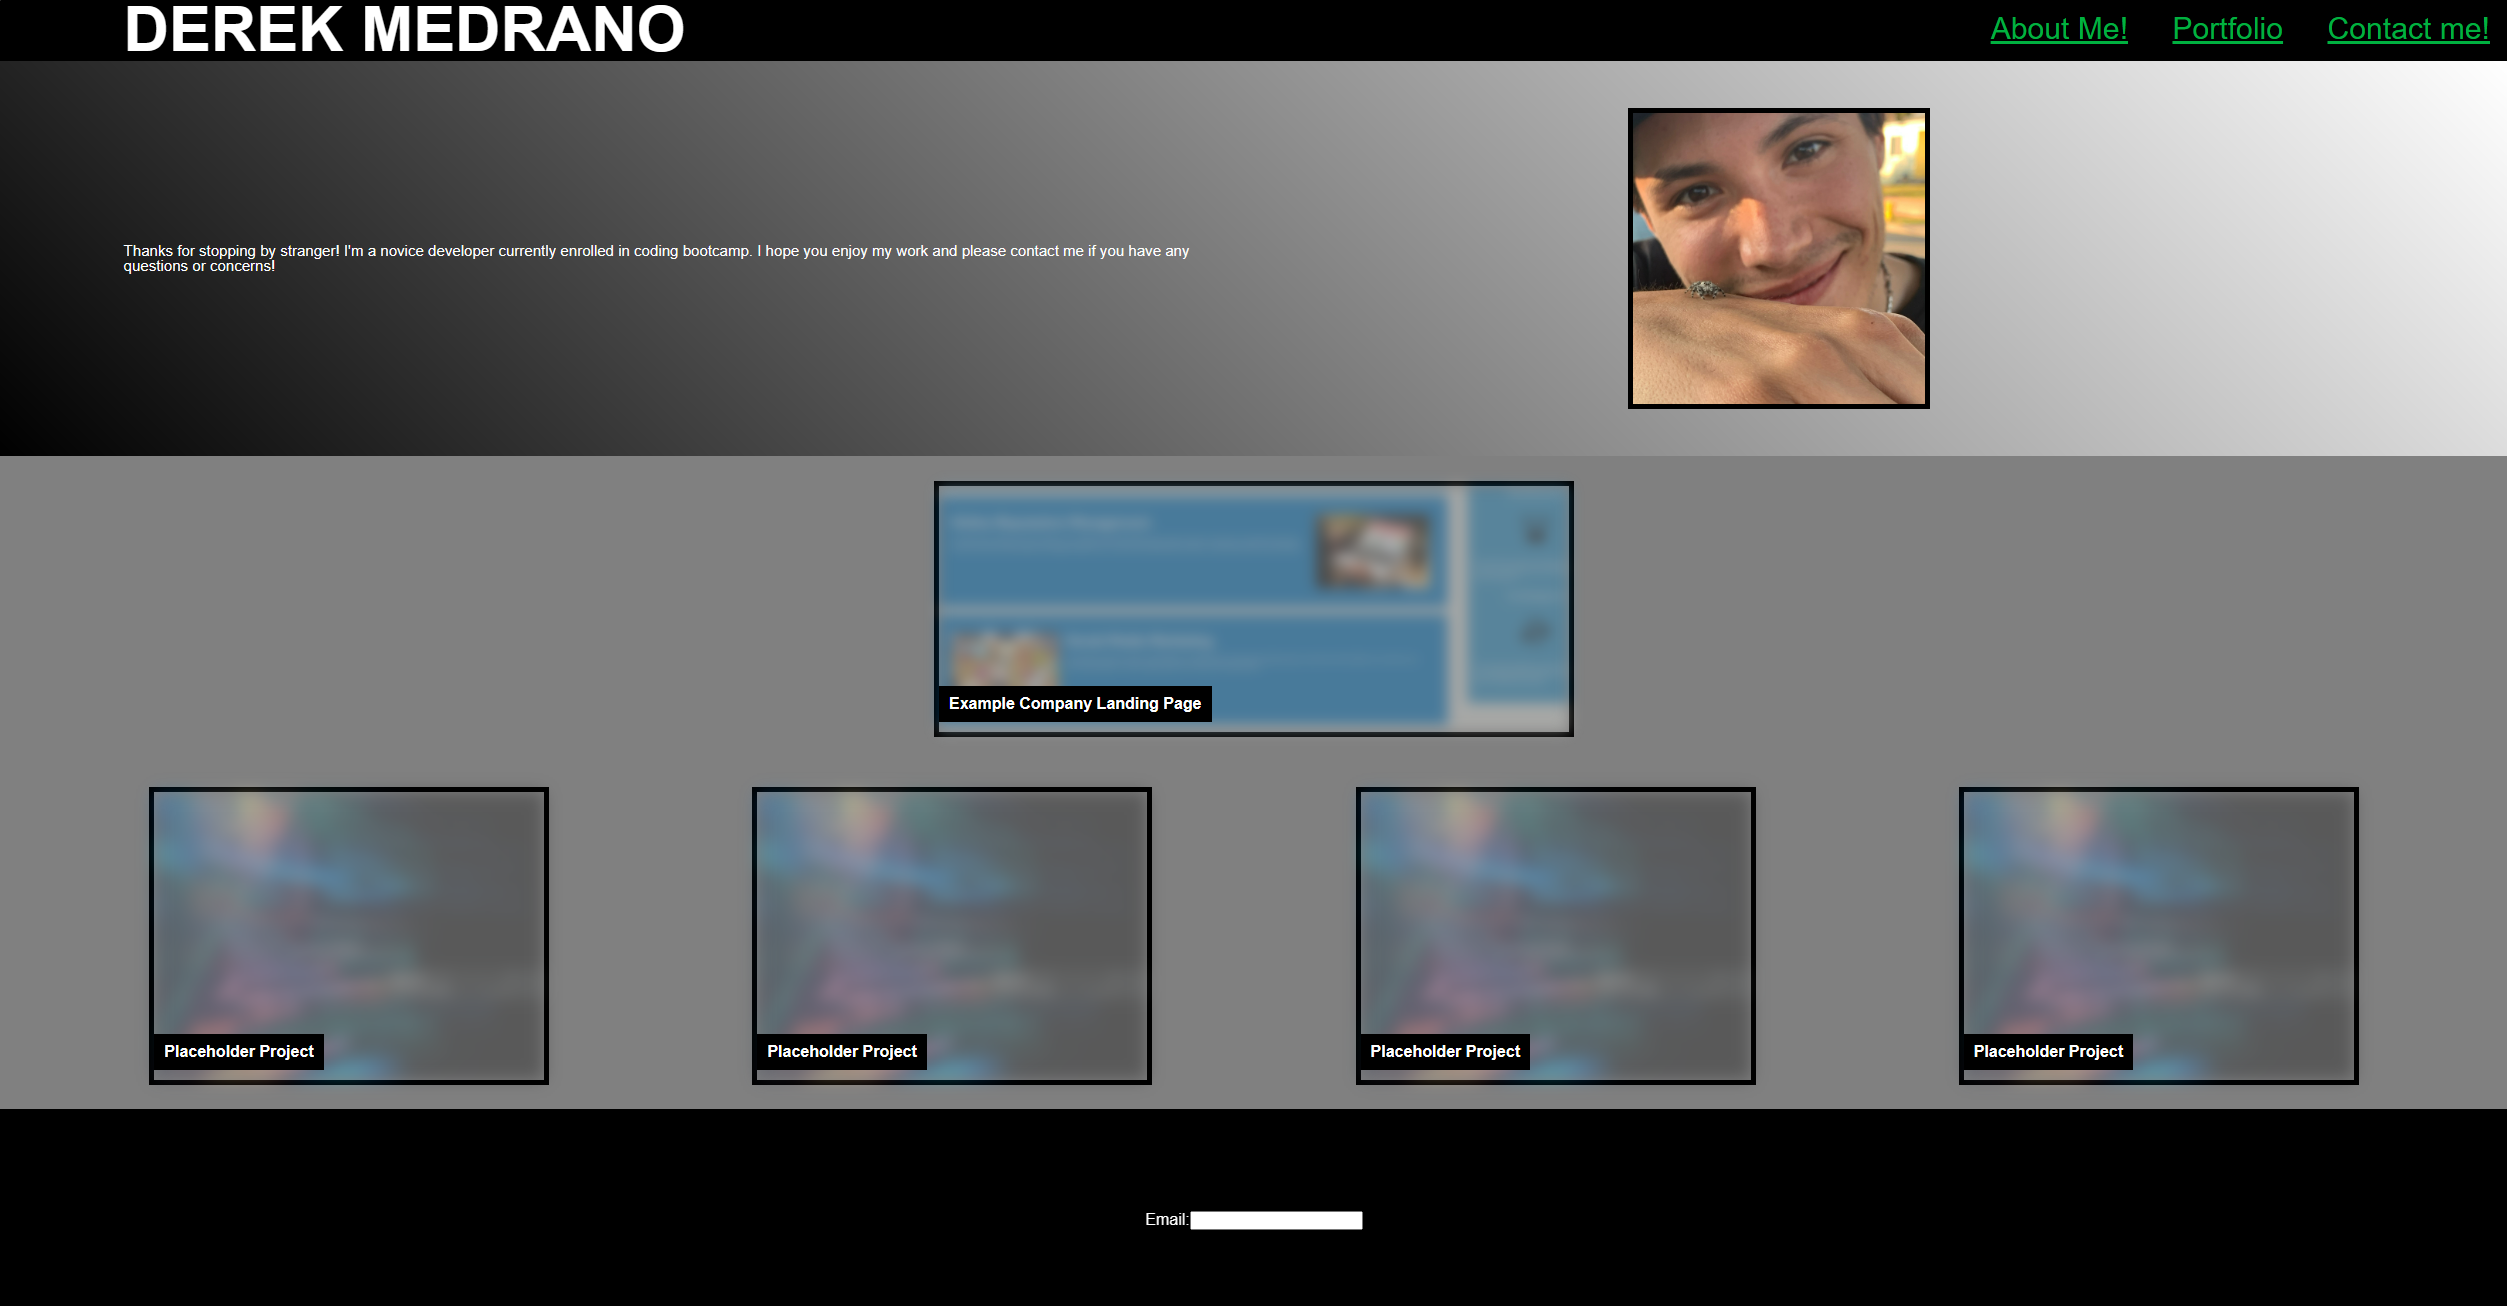 DEREK MEDRANO
About Me! Portfolio Contact me!
Thanks for stopping by stranger! I'm a novice developer currently enrolled in coding bootcamp. I hope you enjoy my work and please contact me if you have any
questions or concerns!
Example Company Landing Page
Placeholder Project Placeholder Project Placeholder Project Placeholder Project
Email: